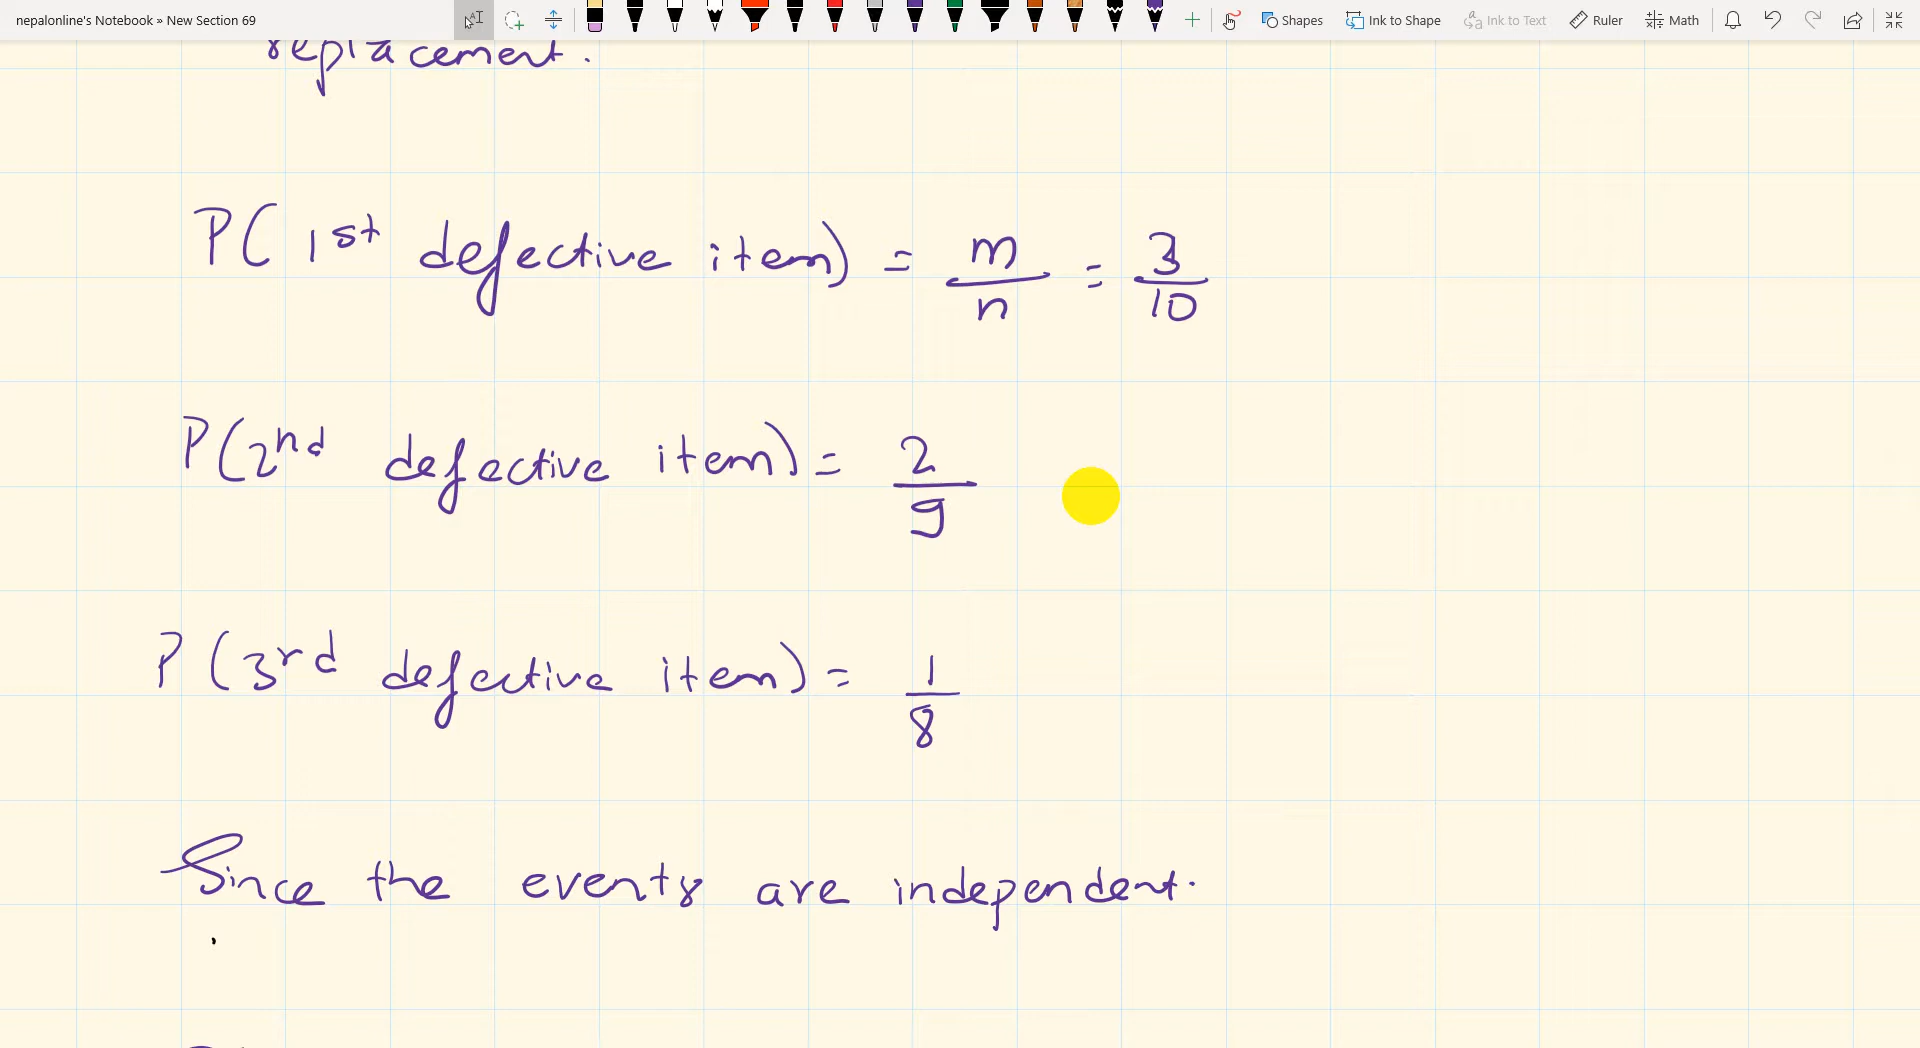 nepalonline's Notebook » New Section 69
Shapes Ink to Shape Ink to Text Ruler Math
replacement.
P( 1st defective item) = m/n = 3/10
P(2nd defective item) = 2/9
P (3rd defective item) = 1/8
Since the events are independent.